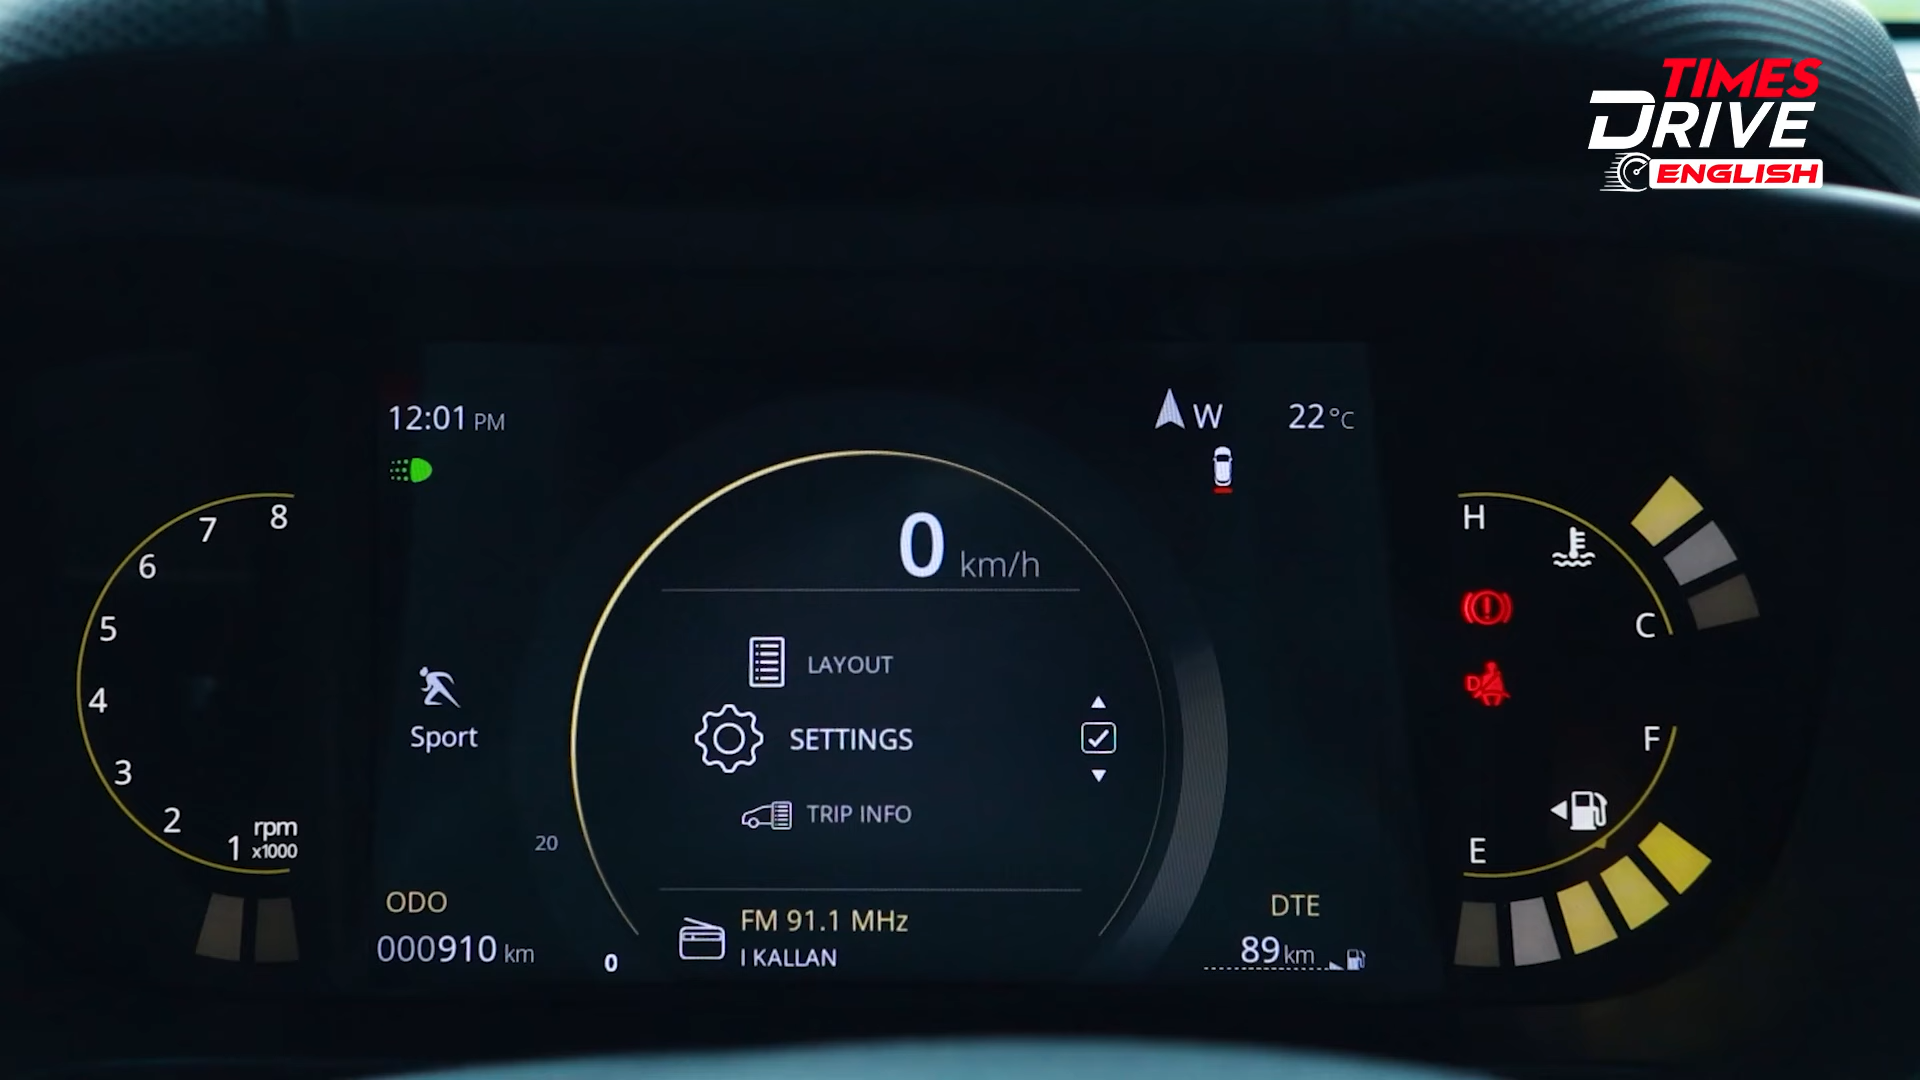 TIMES
DRIVE
ENGLISH
12:01 PM
W
22 °C
8
7
6
5
4
3
2
1
rpm
x1000
0 km/h
LAYOUT
SETTINGS
TRIP INFO
Sport
20
0
ODO
000910 km
FM 91.1 MHz
I KALLAN
DTE
89 km
H
C
D
F
E